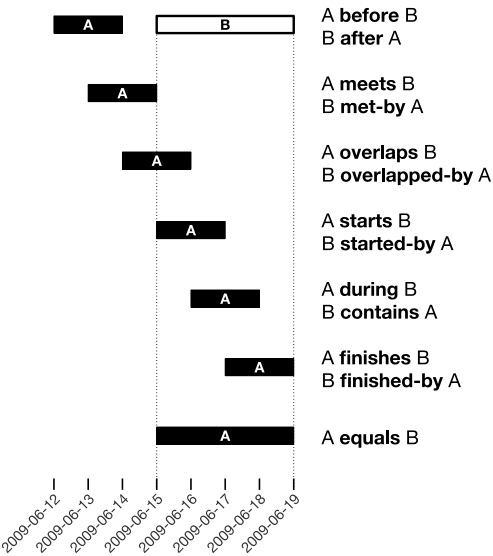 A
B
A before B
B after A
A
A meets B
B met-by A
A
A overlaps B
B overlapped-by A
A
A starts B
B started-by A
A
A during B
B contains A
A
A finishes B
B finished-by A
A
A equals B
2009-06-12
2009-06-13
2009-06-14
2009-06-15
2009-06-16
2009-06-17
2009-06-18
2009-06-19